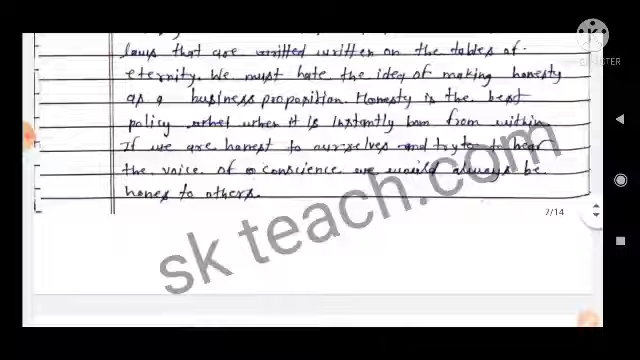 laws that are writted written on the tables of
eternity. We must hate the idea of making honesty
as a business proposition. Honesty is the best
policy when it is instantly born from within
If we are honest to ourselves and try to hear
the voice of conscience we would always be
hones to others.
7/14
sk teach.com